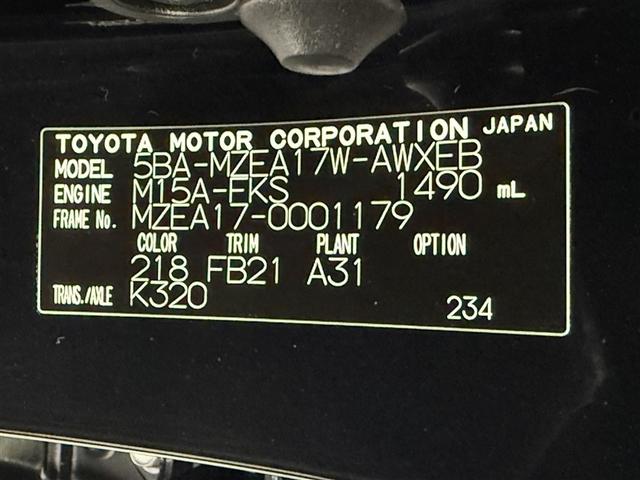 TOYOTA MOTOR CORPORATION JAPAN
MODEL 5BA-MZEA17W-AWXEB
ENGINE M15A-EKS 1490 mL
FRAME No. MZEA17-0001179
COLOR TRIM PLANT OPTION
218 FB21 A31
TRANS./AXLE K320
234